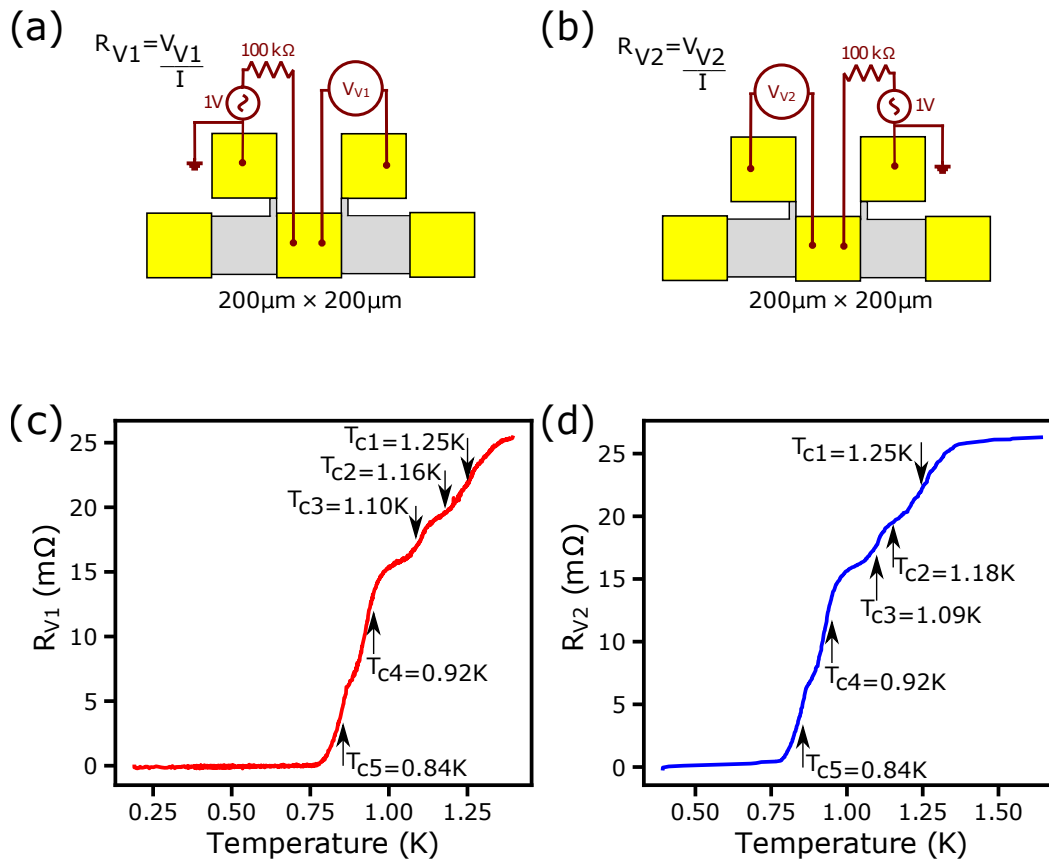 (a)
R_V1=V_V1/I
100 kΩ
1V
V_V1
200μm × 200μm
(b)
R_V2=V_V2/I
100 kΩ
V_V2
1V
200μm × 200μm
(c)
25
20
15
10
5
0
R_V1 (mΩ)
T_c1=1.25K
T_c2=1.16K
T_c3=1.10K
T_c4=0.92K
T_c5=0.84K
0.25 0.50 0.75 1.00 1.25
Temperature (K)
(d)
25
20
15
10
5
0
R_V2 (mΩ)
T_c1=1.25K
T_c2=1.18K
T_c3=1.09K
T_c4=0.92K
T_c5=0.84K
0.50 0.75 1.00 1.25 1.50
Temperature (K)